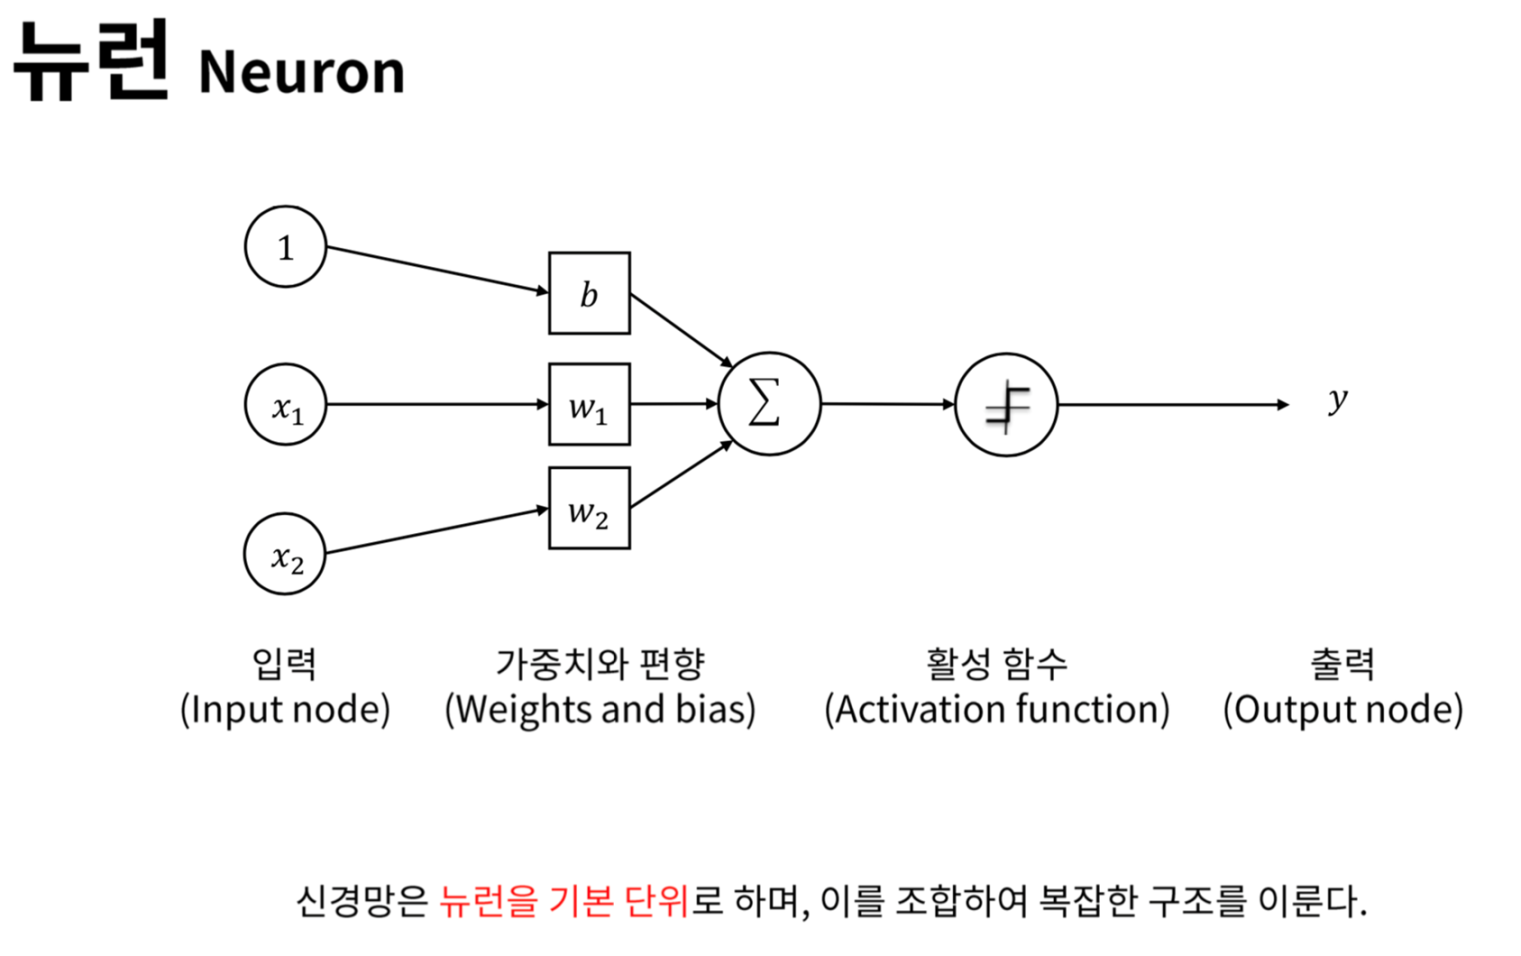 뉴런 Neuron
1
b
x₁
w₁
∑
y
w₂
x₂
입력
(Input node)
가중치와 편향
(Weights and bias)
활성 함수
(Activation function)
출력
(Output node)
신경망은 뉴런을 기본 단위로 하며, 이를 조합하여 복잡한 구조를 이룬다.